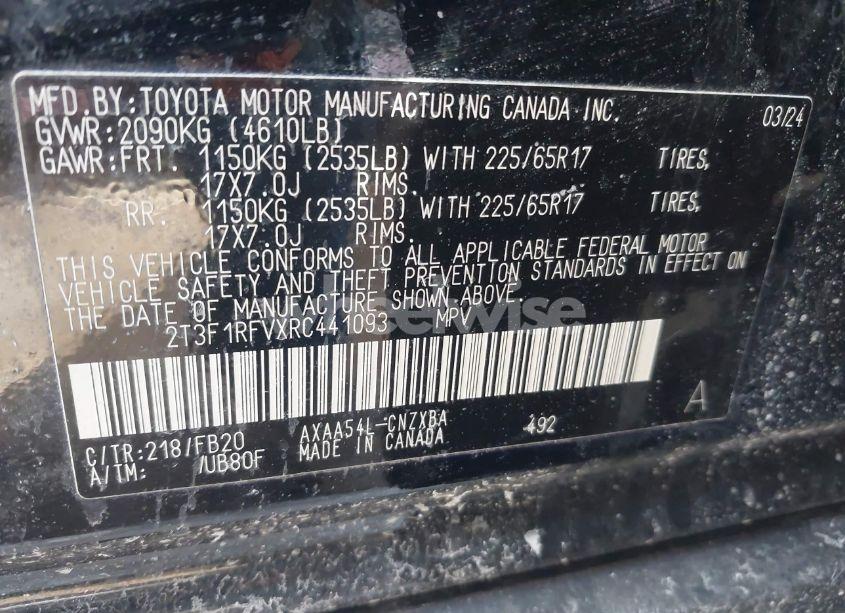 MFD.BY:TOYOTA MOTOR MANUFACTURING CANADA INC. 03/24
GVWR:2090KG (4610LB)
GAWR:FRT. 1150KG (2535LB) WITH 225/65R17 TIRES,
17X7.0J RIMS.
RR. 1150KG (2535LB) WITH 225/65R17 TIRES,
17X7.0J RIMS.
THIS VEHICLE CONFORMS TO ALL APPLICABLE FEDERAL MOTOR
VEHICLE SAFETY AND THEFT PREVENTION STANDARDS IN EFFECT ON
THE DATE OF MANUFACTURE SHOWN ABOVE.
2T3F1RFVXRC441093 MPV
A
C/TR:218/FB20 AXAA54L-CNZXBA 492
A/TM: /UB80F MADE IN CANADA